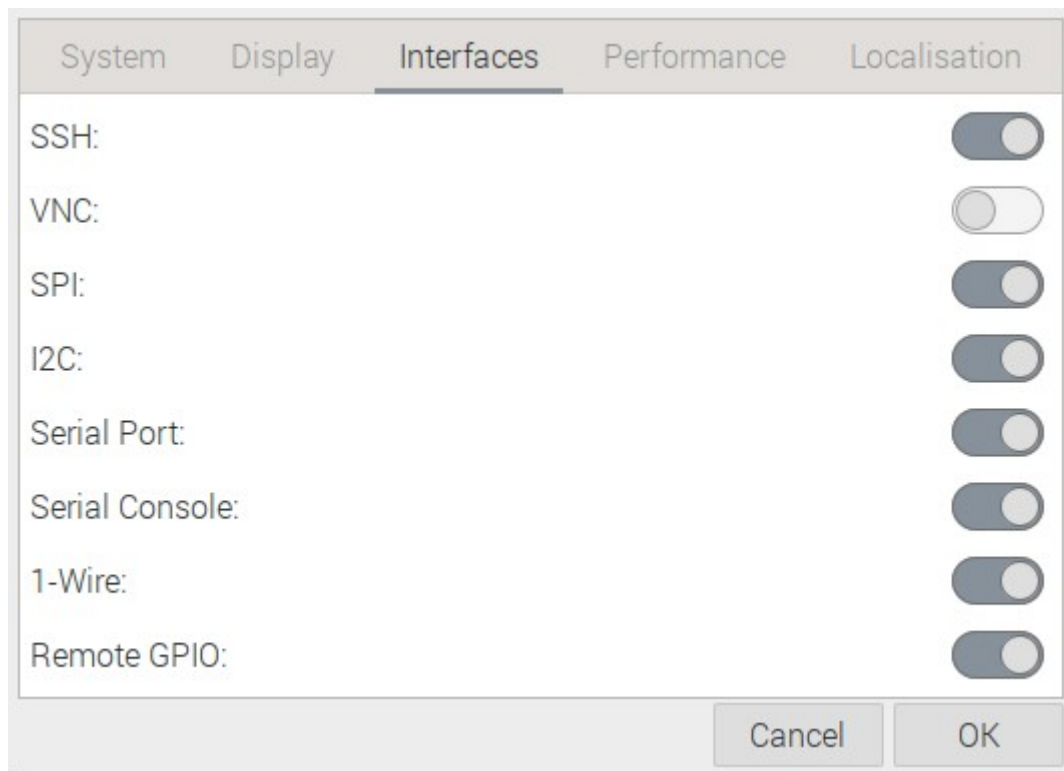 System Display Interfaces Performance Localisation
SSH:
VNC:
SPI:
I2C:
Serial Port:
Serial Console:
1-Wire:
Remote GPIO:
Cancel OK